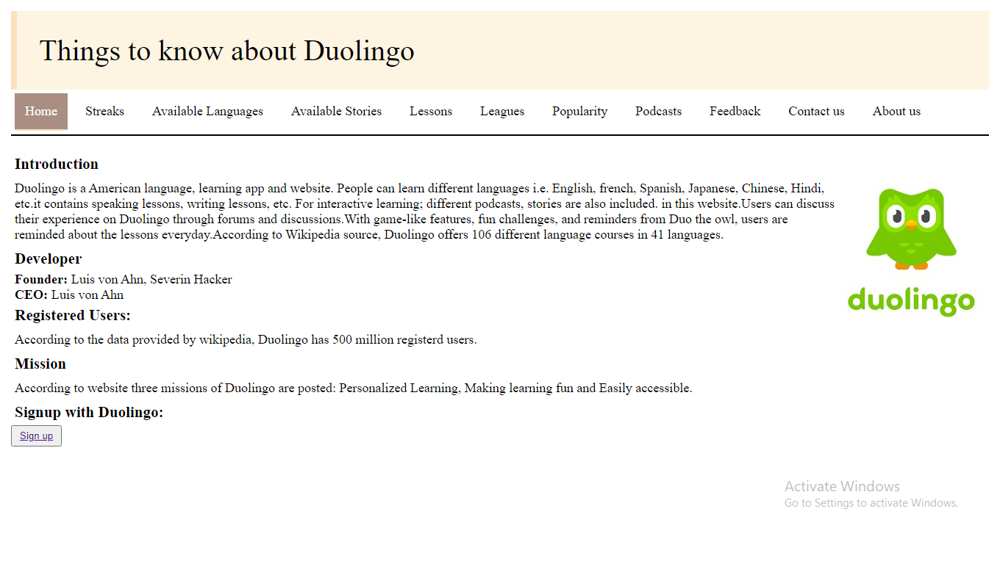 Things to know about Duolingo
Home Streaks Available Languages Available Stories Lessons Leagues Popularity Podcasts Feedback Contact us About us
Introduction
Duolingo is a American language, learning app and website. People can learn different languages i.e. English, french, Spanish, Japanese, Chinese, Hindi,
etc.it contains speaking lessons, writing lessons, etc. For interactive learning; different podcasts, stories are also included. in this website.Users can discuss
their experience on Duolingo through forums and discussions.With game-like features, fun challenges, and reminders from Duo the owl, users are
reminded about the lessons everyday.According to Wikipedia source, Duolingo offers 106 different language courses in 41 languages.
duolingo
Developer
Founder: Luis von Ahn, Severin Hacker
CEO: Luis von Ahn
Registered Users:
According to the data provided by wikipedia, Duolingo has 500 million registerd users.
Mission
According to website three missions of Duolingo are posted: Personalized Learning, Making learning fun and Easily accessible.
Signup with Duolingo:
Sign up
Activate Windows
Go to Settings to activate Windows.